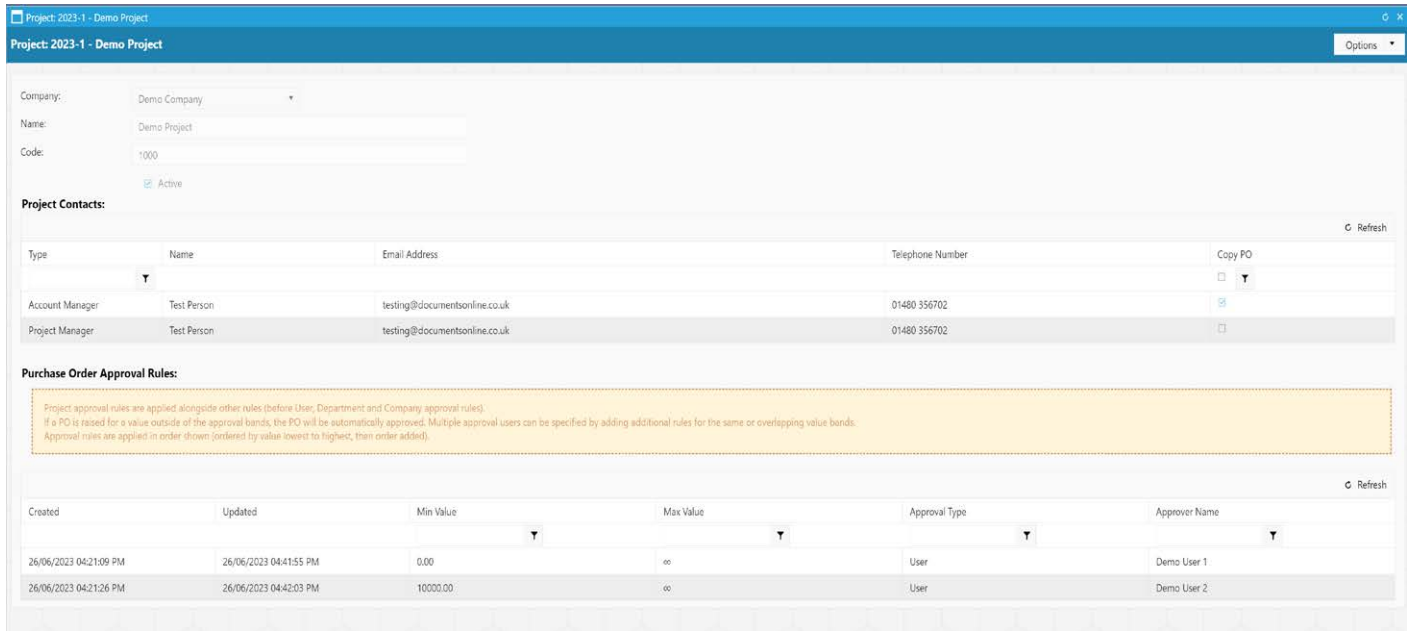 Project: 2023-1 - Demo Project
Project: 2023-1 - Demo Project
Options
Company: Demo Company
Name: Demo Project
Code: 1000
Active
Project Contacts:
Refresh
Type Name Email Address Telephone Number Copy PO
Account Manager Test Person testing@documentsonline.co.uk 01480 356702
Project Manager Test Person testing@documentsonline.co.uk 01480 356702
Purchase Order Approval Rules:
Project approval rules are applied alongside other rules (before User, Department and Company approval rules).
If a PO is raised for a value outside of the approval bands, the PO will be automatically approved. Multiple approval users can be specified by adding additional rules for the same or overlapping value bands.
Approval rules are applied in order shown (ordered by value lowest to highest, then order added).
Refresh
Created Updated Min Value Max Value Approval Type Approver Name
26/06/2023 04:21:09 PM 26/06/2023 04:41:55 PM 0.00 ∞ User Demo User 1
26/06/2023 04:21:26 PM 26/06/2023 04:42:03 PM 10000.00 ∞ User Demo User 2